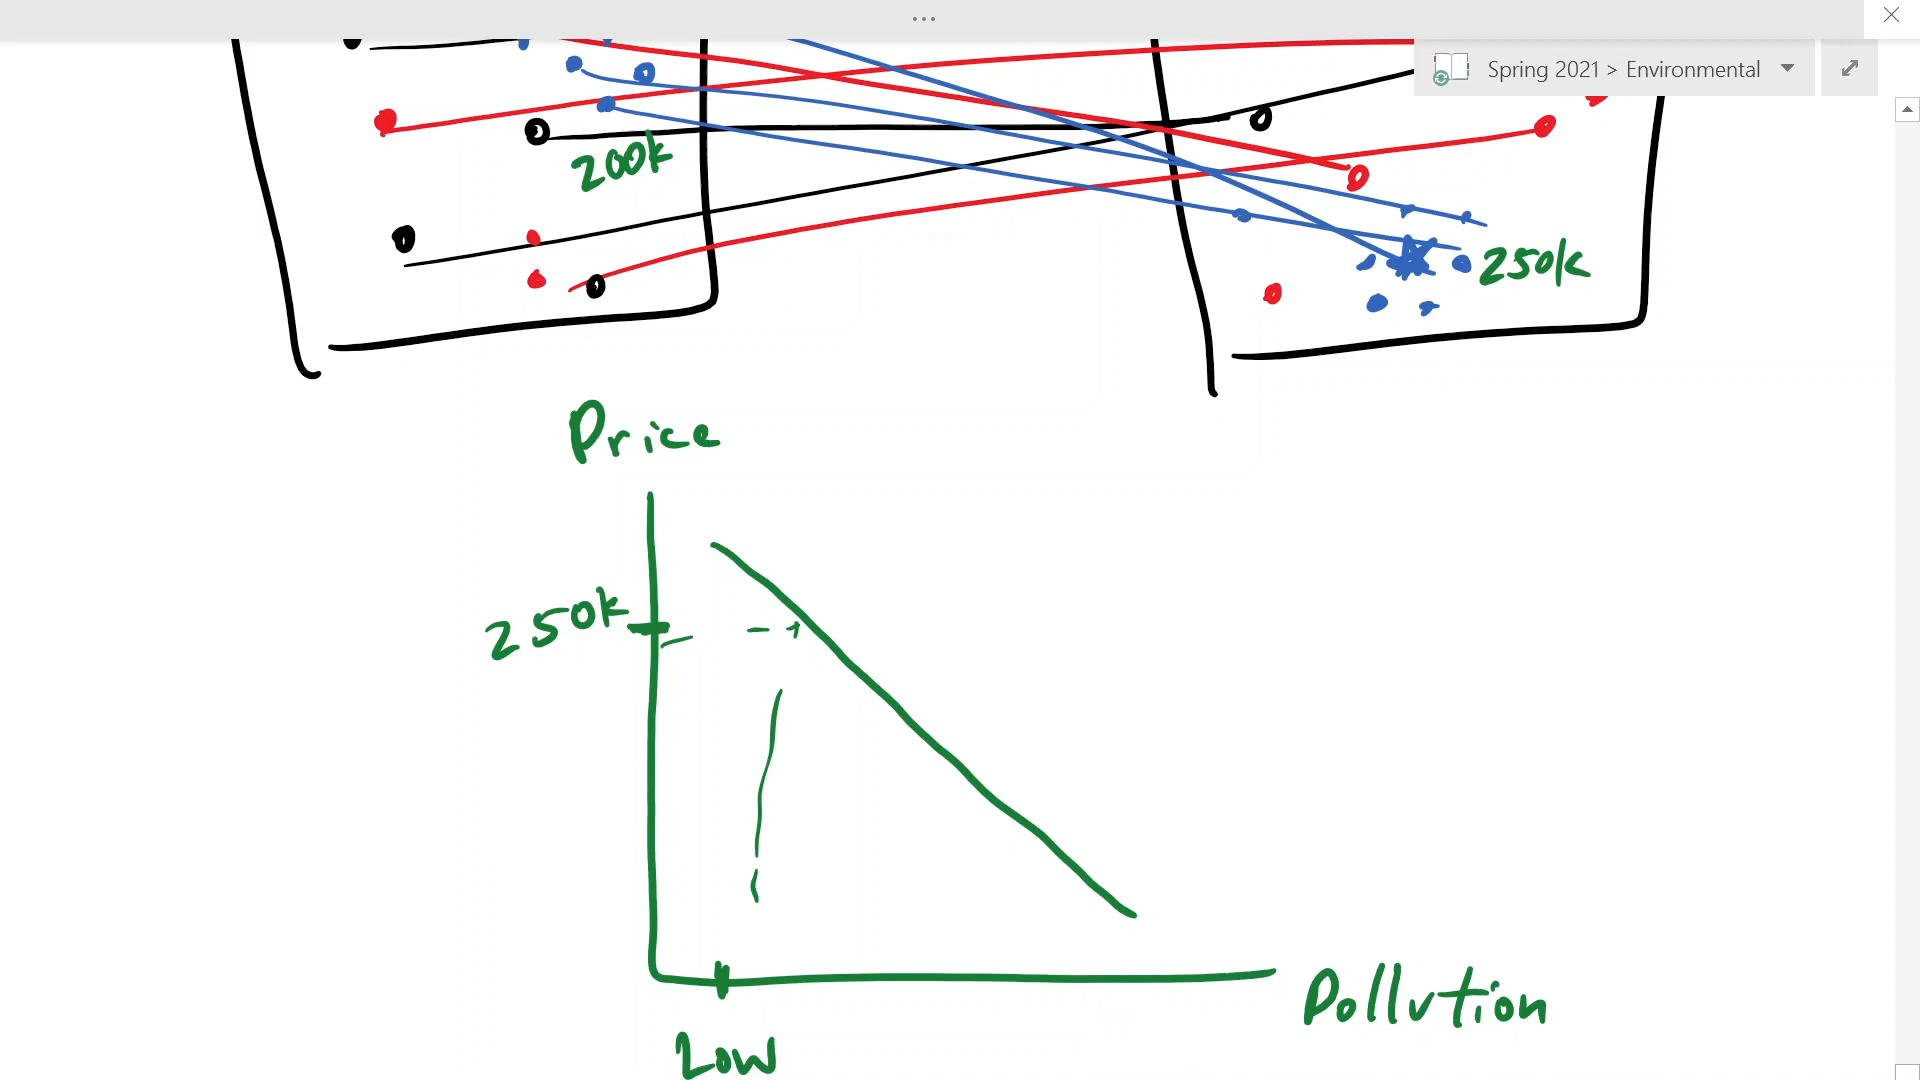 Spring 2021 > Environmental
200k
250k
Price
250k
Pollution
Low